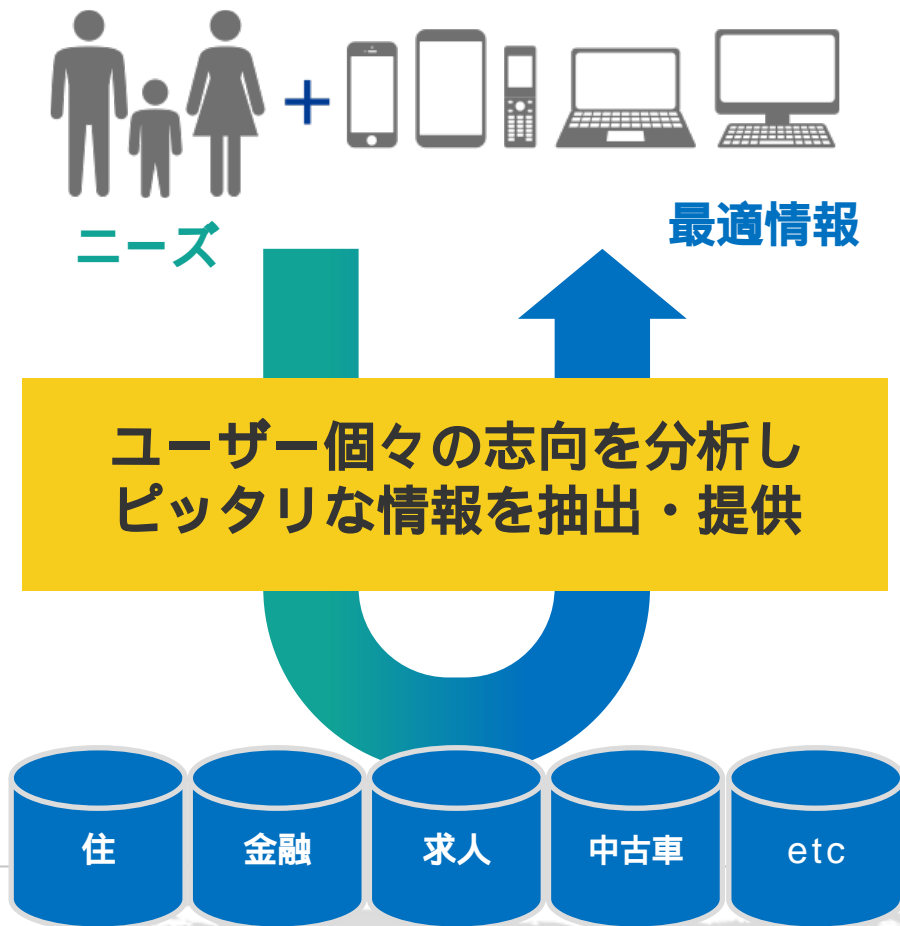 ニーズ
最適情報
ユーザー個々の志向を分析し
ピッタリな情報を抽出・提供
住
金融
求人
中古車
etc